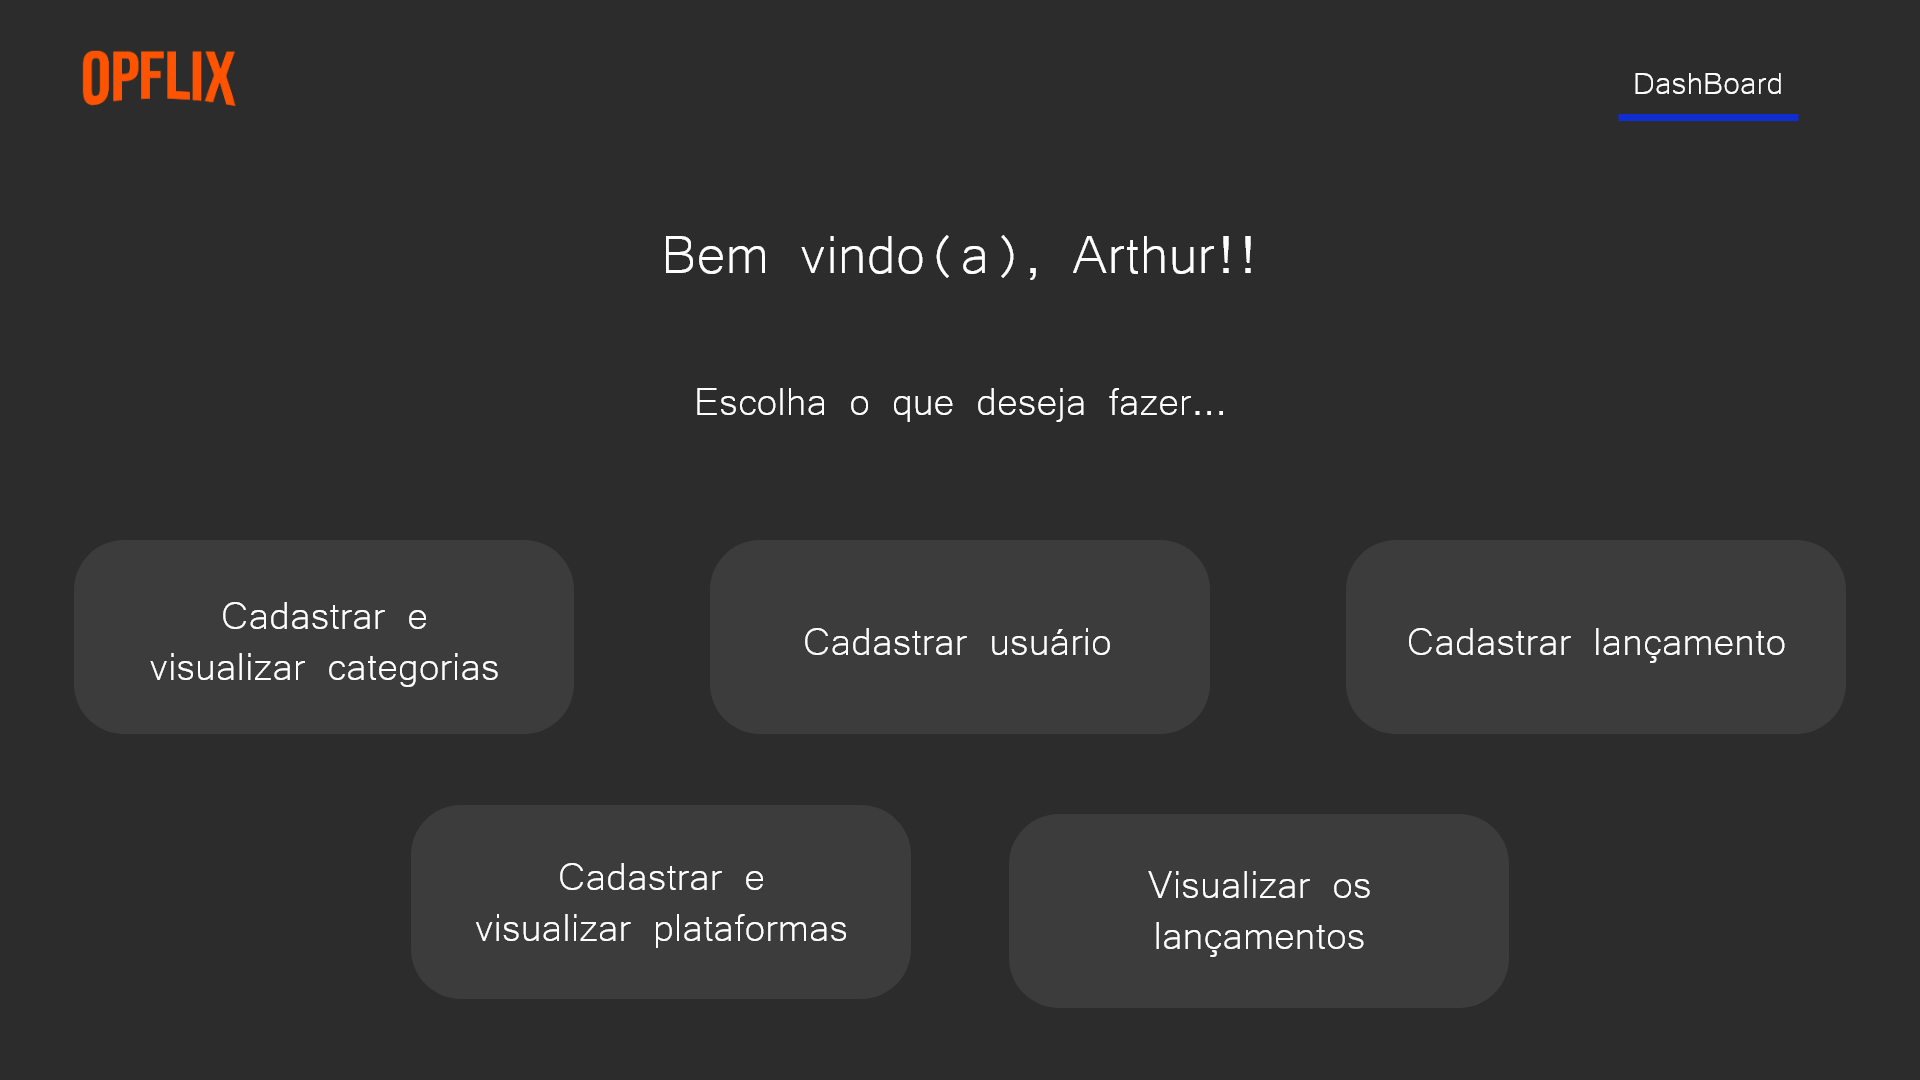 OPFLIX
DashBoard
Bem vindo(a), Arthur!!
Escolha o que deseja fazer...
Cadastrar e
visualizar categorias
Cadastrar usuário
Cadastrar lançamento
Cadastrar e
visualizar plataformas
Visualizar os
lançamentos